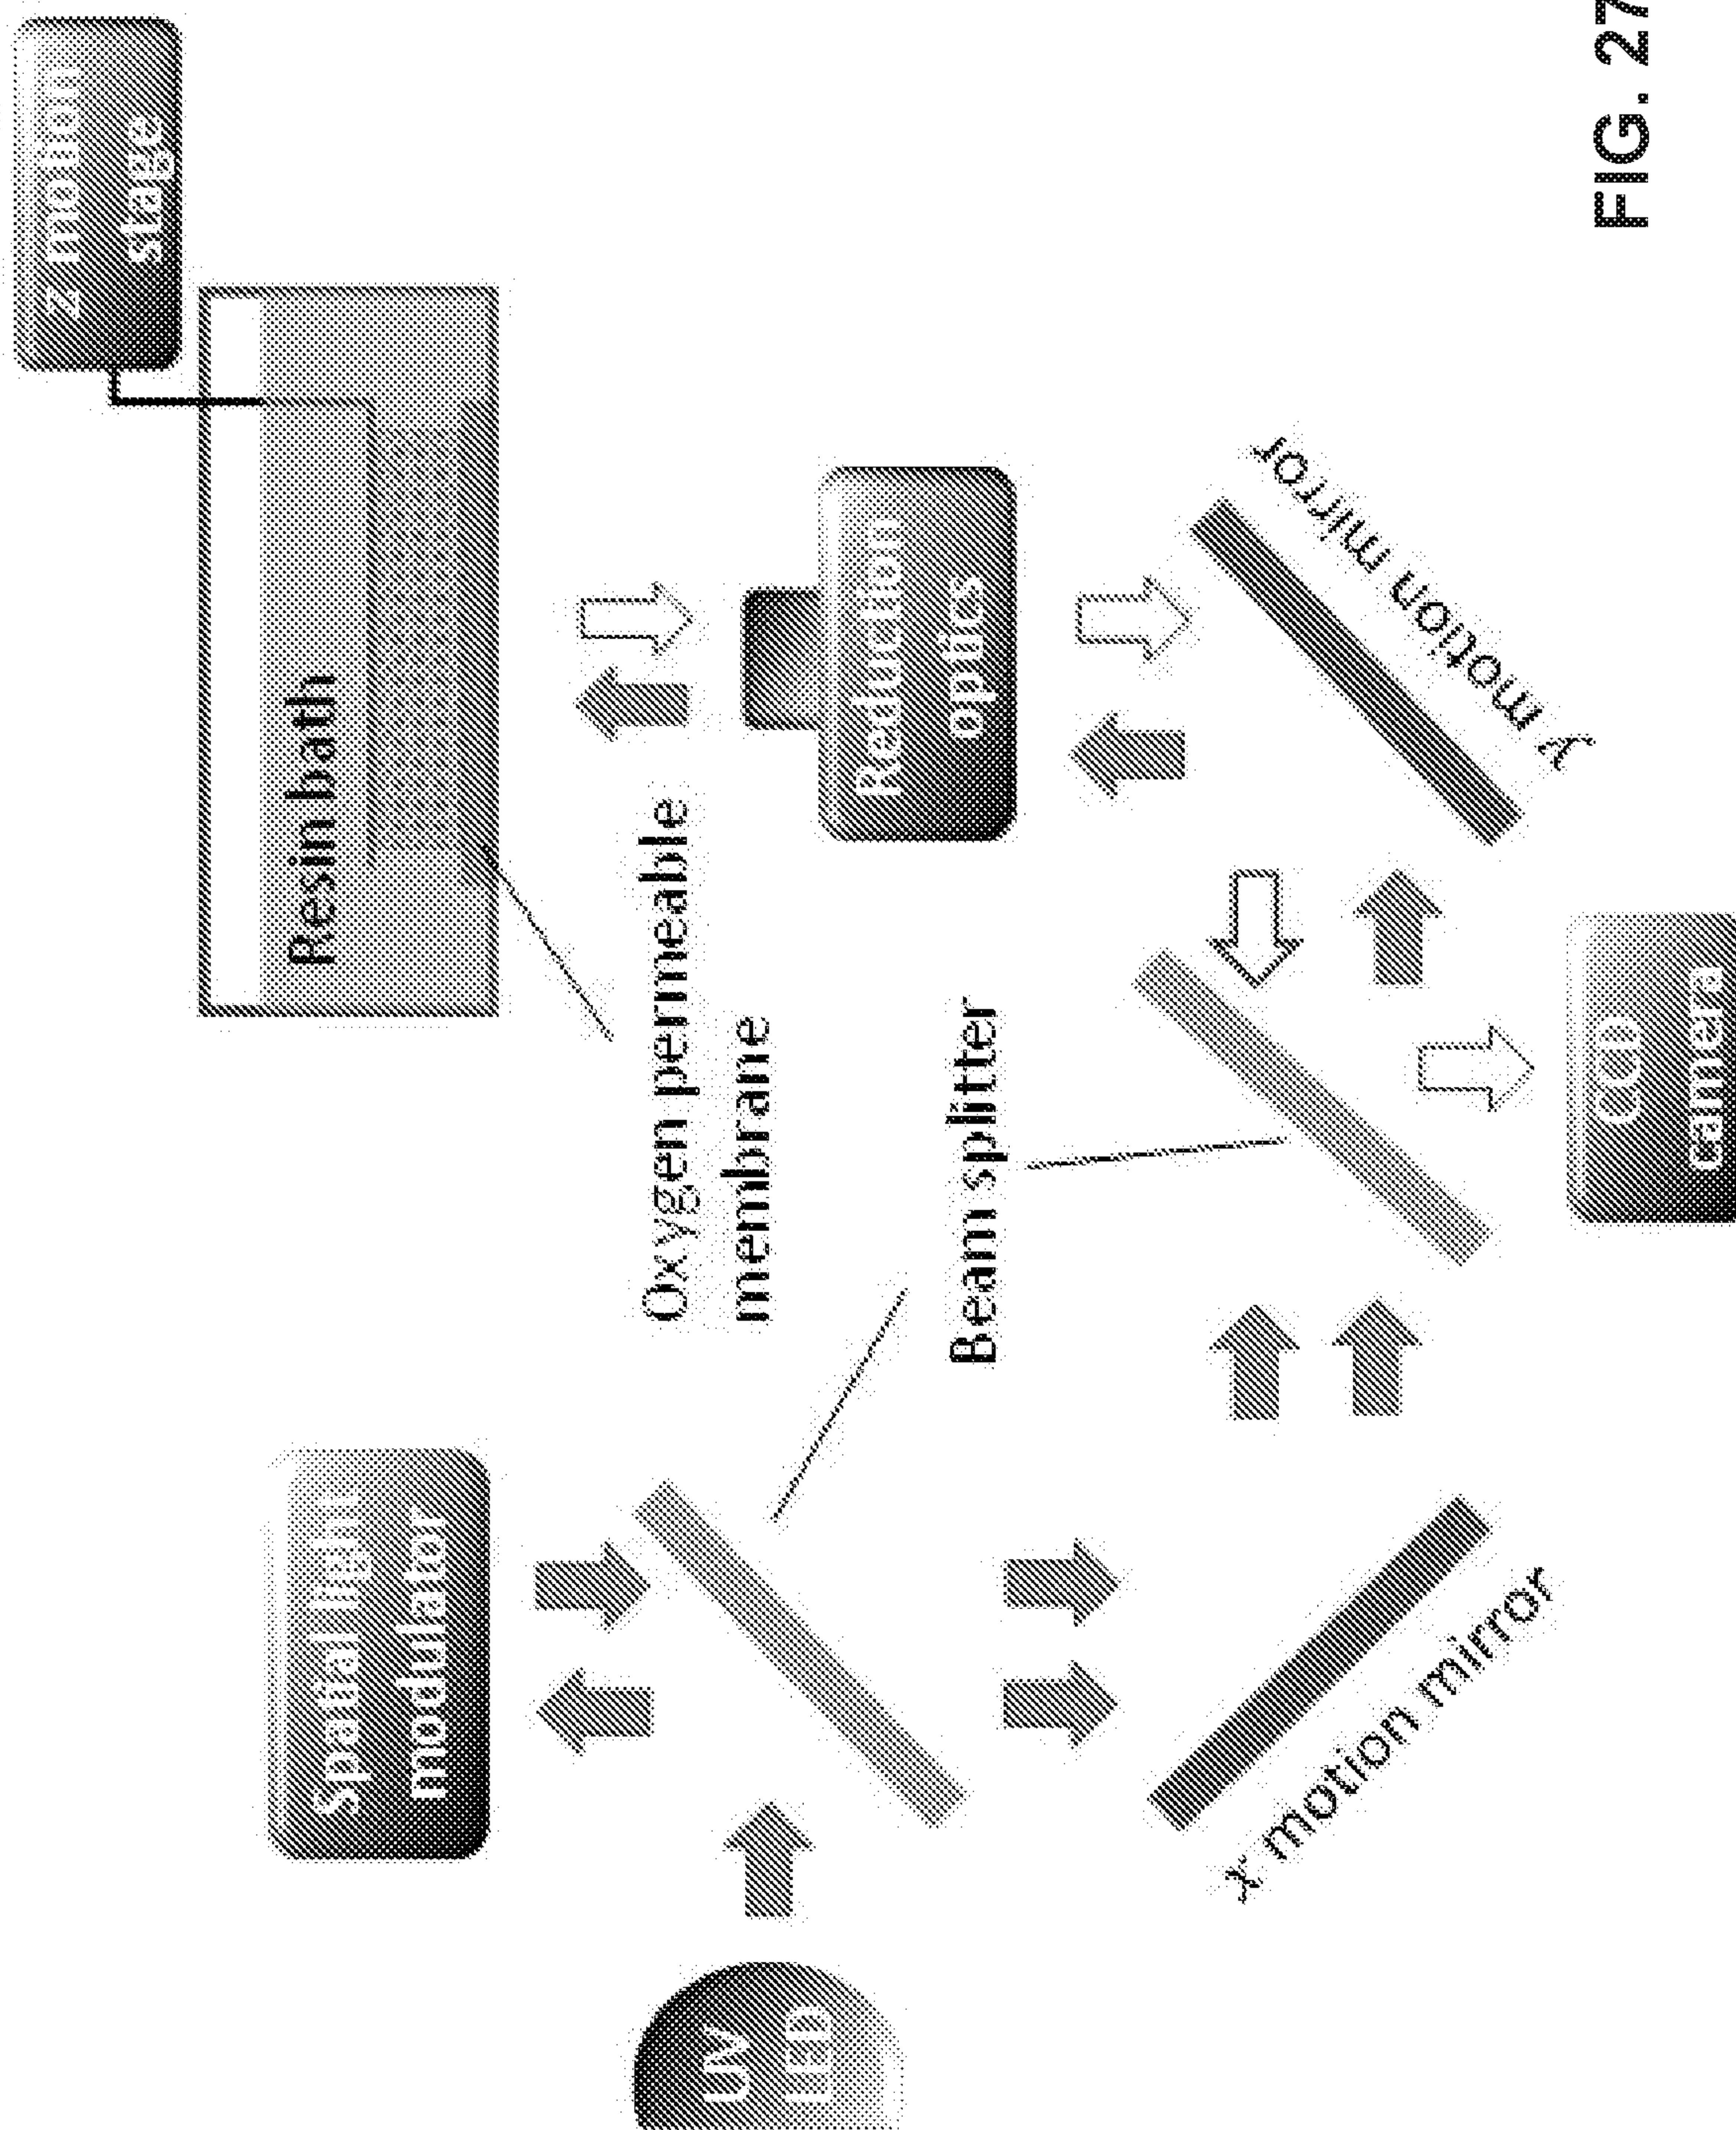 UV
LED
Spatial light
modulator
x motion mirror
Beam splitter
Oxygen permeable
membrane
CCD
camera
y motion mirror
Reduction
optics
Resin bath
z motion
stage
FIG. 27